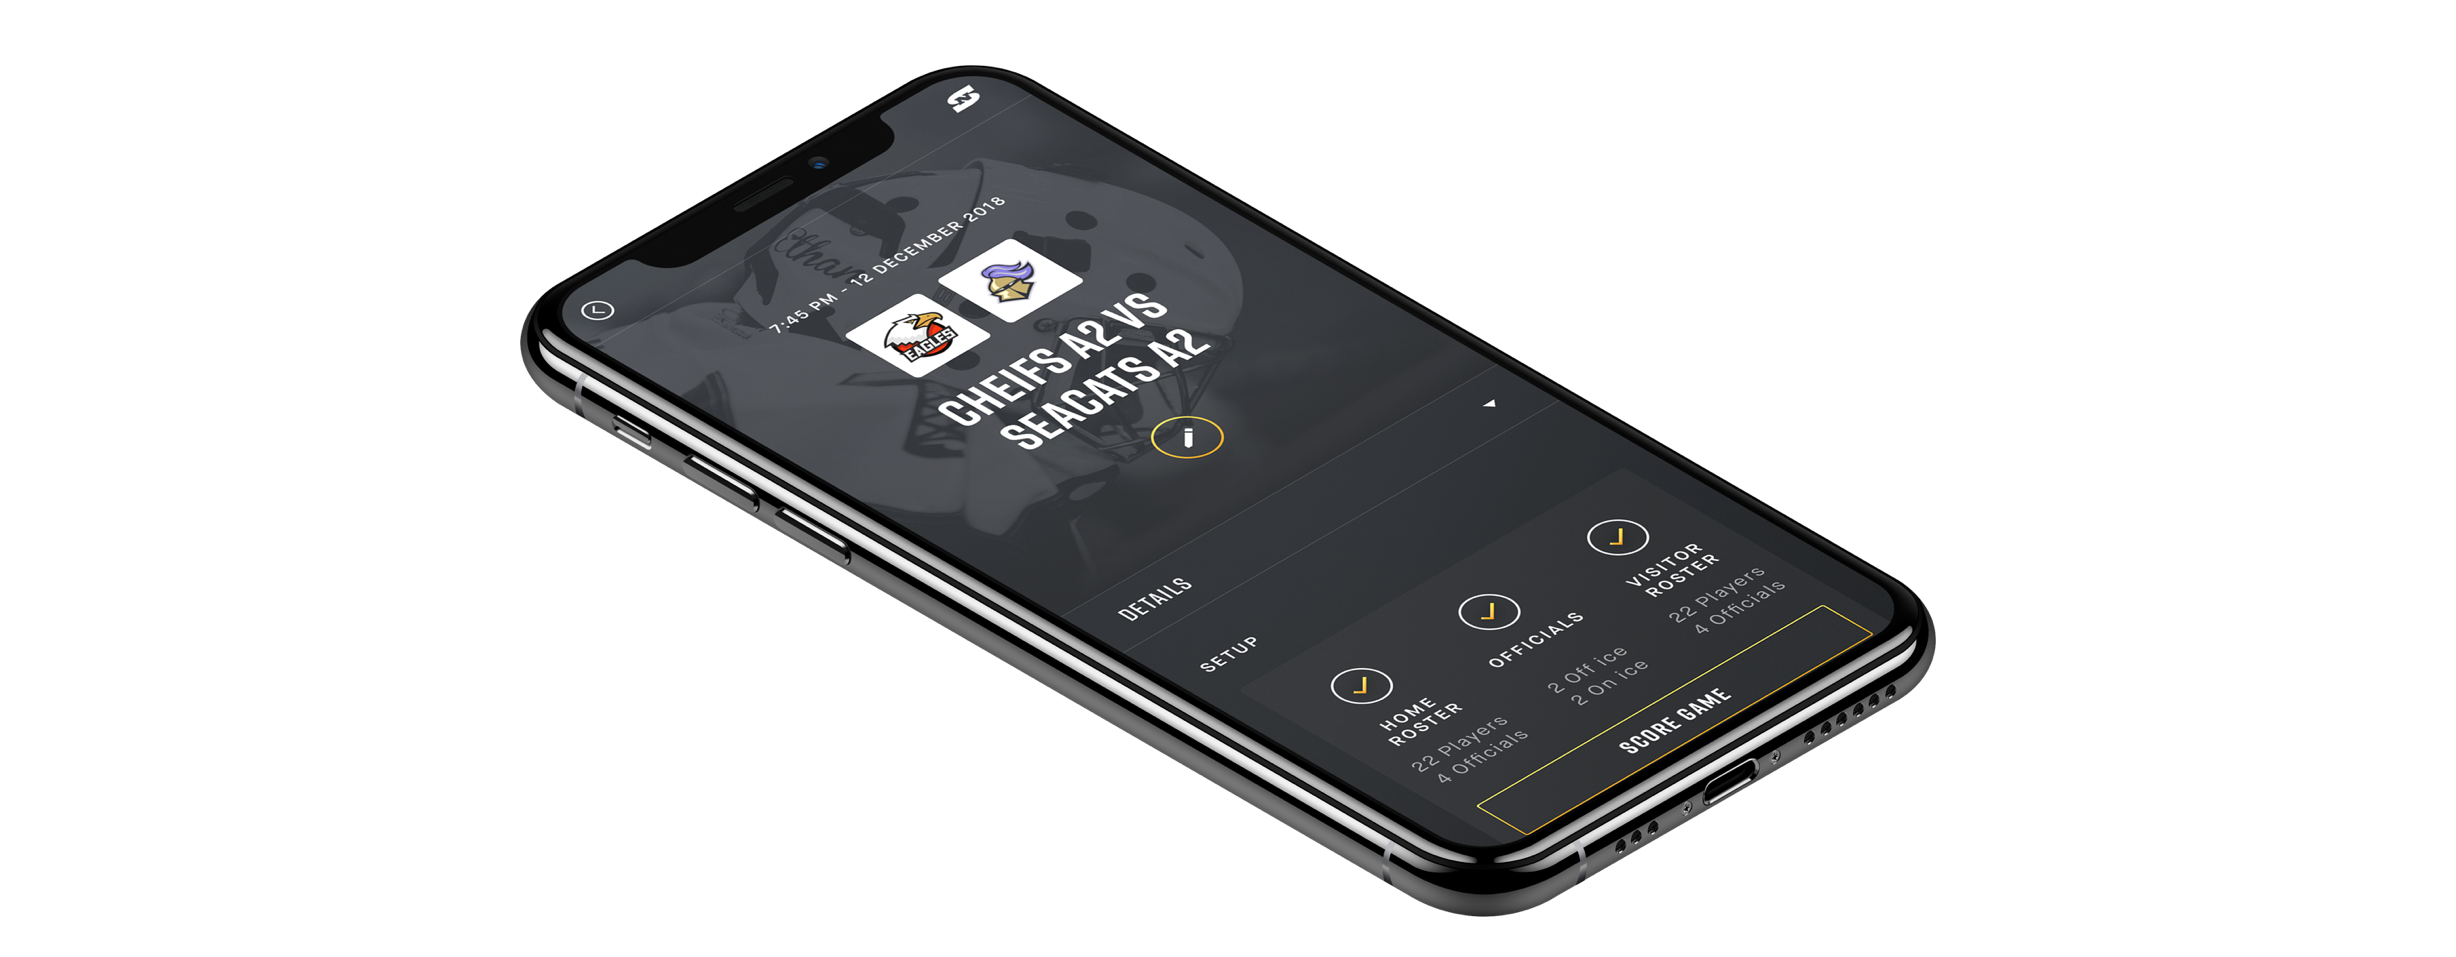 7:45 PM - 12 DECEMBER 2018
EAGLES
CHEIFS A2 VS
SEACATS A2
DETAILS
SETUP
HOME
ROSTER
22 Players
4 Officials
OFFICIALS
2 Off ice
2 On ice
VISITOR
ROSTER
22 Players
4 Officials
SCORE GAME